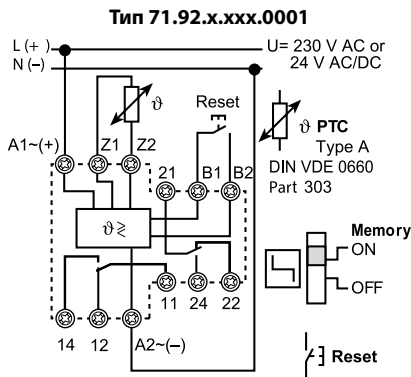 Тип 71.92.x.xxx.0001
L (+)
U= 230 V AC or
N (–)
24 V AC/DC
ϑ
Reset
ϑ PTC
Type A
DIN VDE 0660
Part 303
A1~(+) Z1 Z2
21 B1 B2
ϑ≷
Memory
ON
OFF
11 24 22
14 12 A2~(–)
Reset